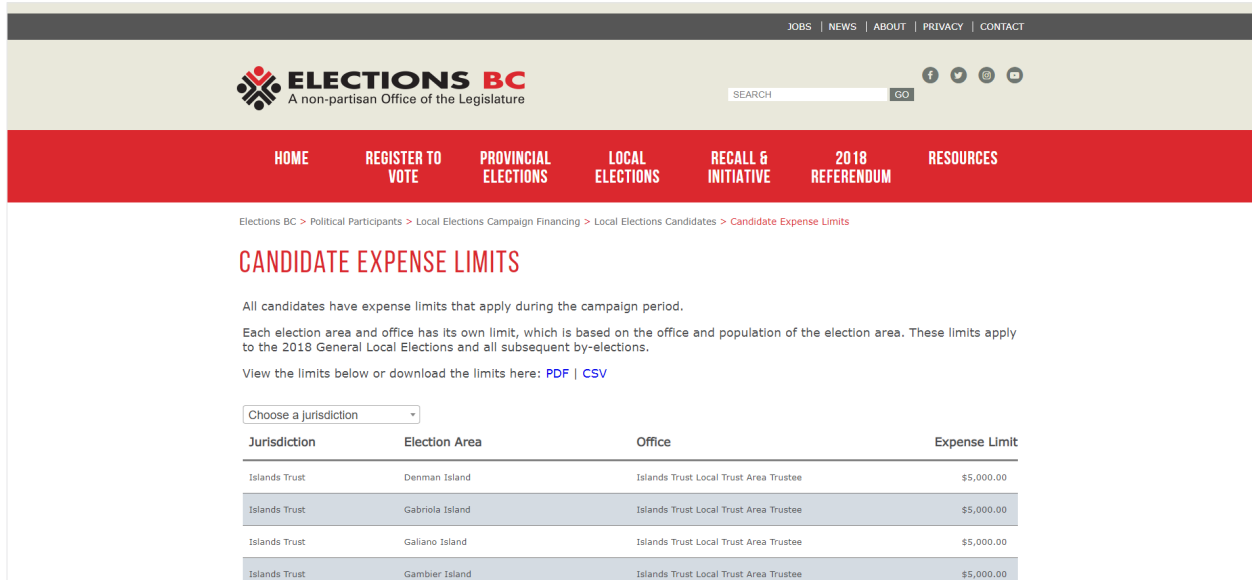 JOBS | NEWS | ABOUT | PRIVACY | CONTACT
ELECTIONS BC
A non-partisan Office of the Legislature
SEARCH GO
HOME REGISTER TO VOTE PROVINCIAL ELECTIONS LOCAL ELECTIONS RECALL & INITIATIVE 2018 REFERENDUM RESOURCES
Elections BC > Political Participants > Local Elections Campaign Financing > Local Elections Candidates > Candidate Expense Limits
CANDIDATE EXPENSE LIMITS
All candidates have expense limits that apply during the campaign period.
Each election area and office has its own limit, which is based on the office and population of the election area. These limits apply
to the 2018 General Local Elections and all subsequent by-elections.
View the limits below or download the limits here: PDF | CSV
Choose a jurisdiction
Jurisdiction Election Area Office Expense Limit
Islands Trust Denman Island Islands Trust Local Trust Area Trustee $5,000.00
Islands Trust Gabriola Island Islands Trust Local Trust Area Trustee $5,000.00
Islands Trust Galiano Island Islands Trust Local Trust Area Trustee $5,000.00
Islands Trust Gambier Island Islands Trust Local Trust Area Trustee $5,000.00